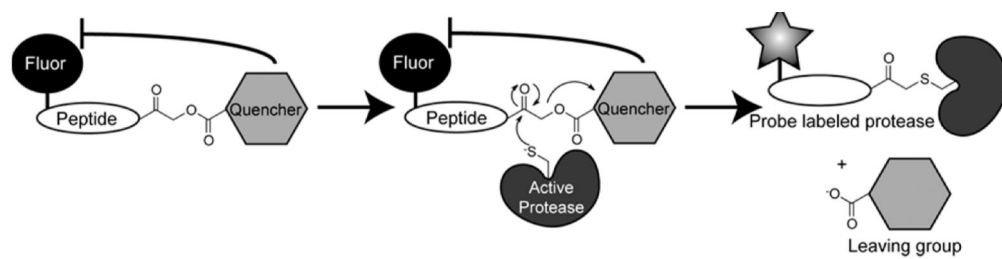 Fluor
Peptide
O
O
O
Quencher
Fluor
Peptide
O
O
O
Quencher
-S
Active
Protease
O
S
Probe labeled protease
+
-O
O
Leaving group